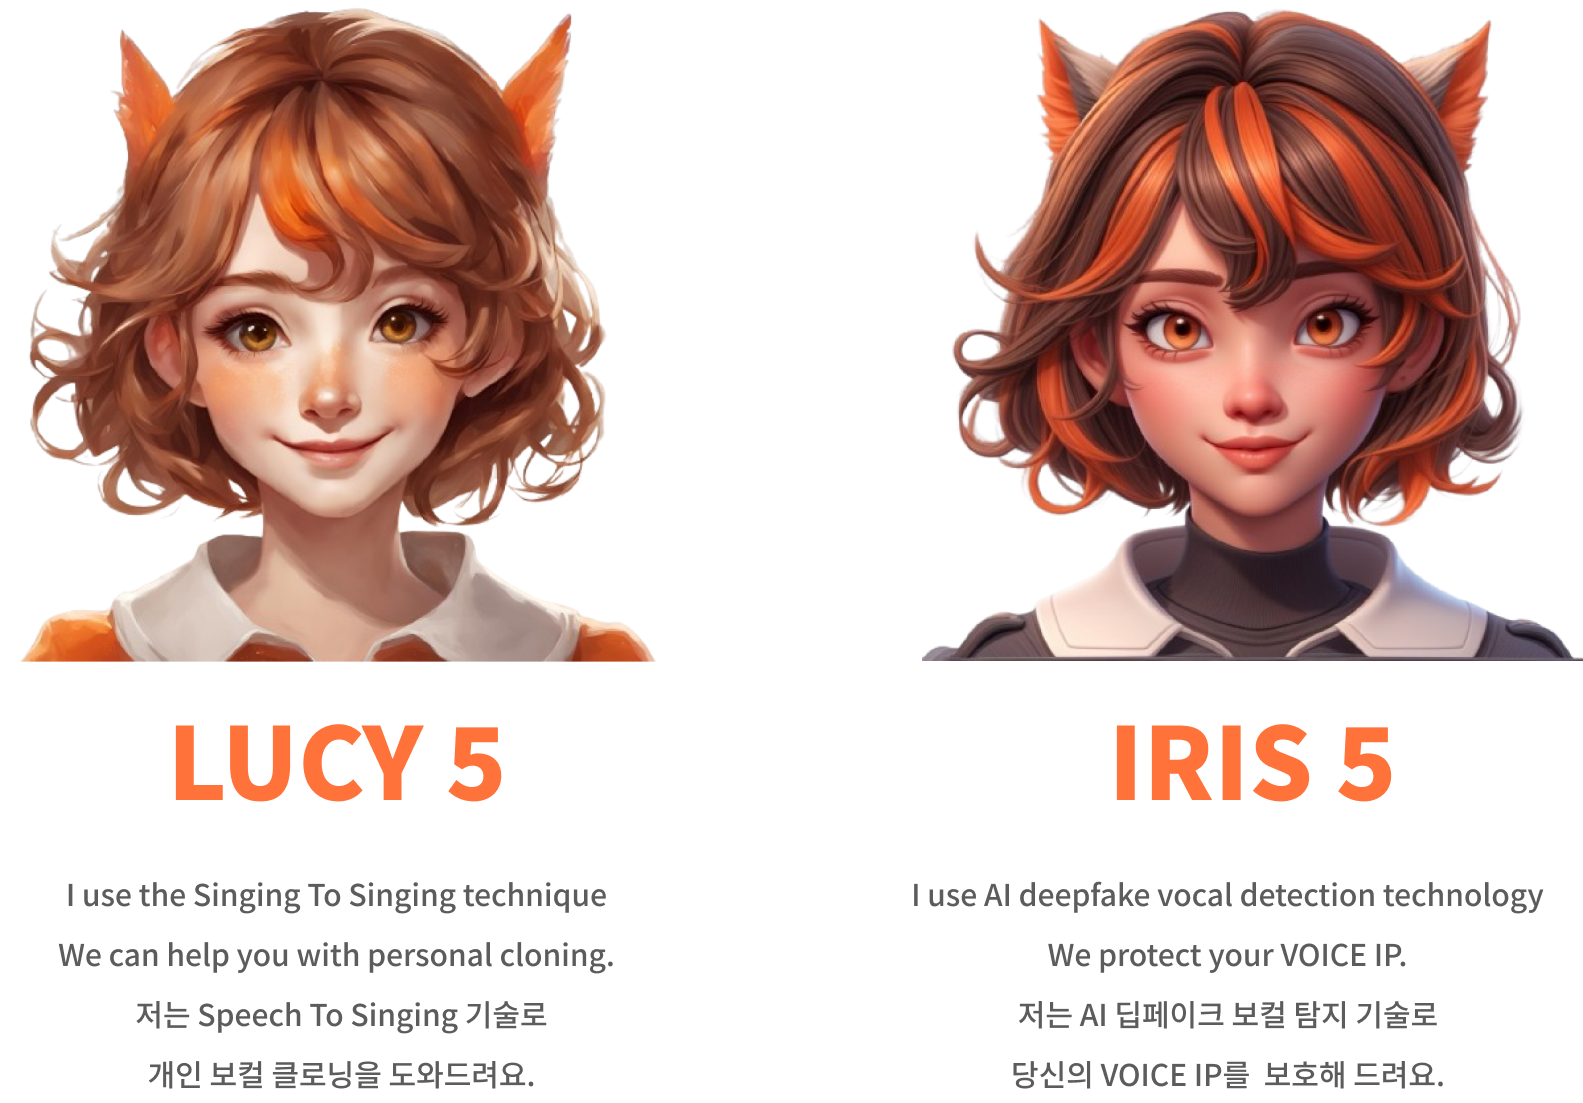 LUCY 5
I use the Singing To Singing technique
We can help you with personal cloning.
저는 Speech To Singing 기술로
개인 보컬 클로닝을 도와드려요.
IRIS 5
I use AI deepfake vocal detection technology
We protect your VOICE IP.
저는 AI 딥페이크 보컬 탐지 기술로
당신의 VOICE IP를 보호해 드려요.